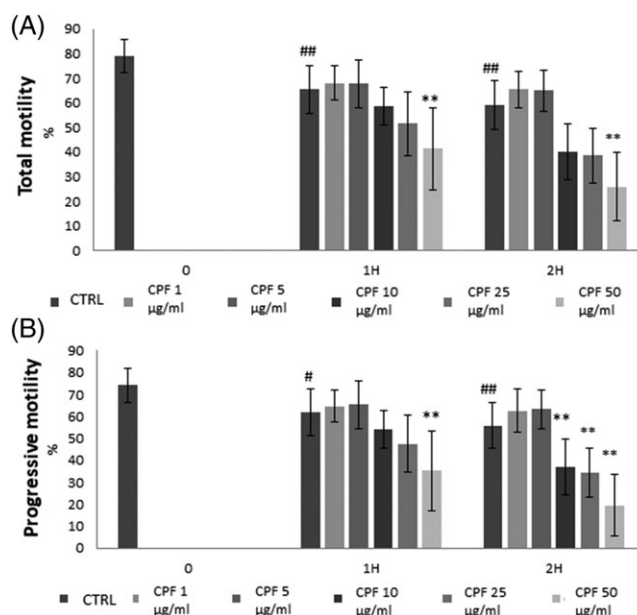 (A)
Total motility
%
90
80
70
60
50
40
30
20
10
0
##
**
##
**
0
1H
2H
CTRL
CPF 1
µg/ml
CPF 5
µg/ml
CPF 10
µg/ml
CPF 25
µg/ml
CPF 50
µg/ml
(B)
Progressive motility
%
90
80
70
60
50
40
30
20
10
0
#
**
##
**
**
**
0
1H
2H
CTRL
CPF 1
µg/ml
CPF 5
µg/ml
CPF 10
µg/ml
CPF 25
µg/ml
CPF 50
µg/ml